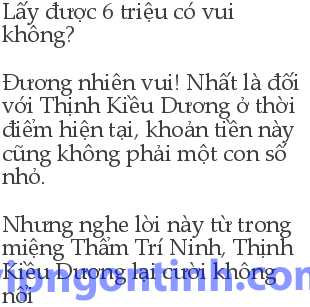 Lấy được 6 triệu có vui
không?
Đương nhiên vui! Nhất là đối
với Thịnh Kiều Dương ở thời
điểm hiện tại, khoản tiền này
cũng không phải một con số
nhỏ.
Nhưng nghe lời này từ trong
miệng Thẩm Trí Ninh, Thịnh
Kiều Dương lại cười không
nổi